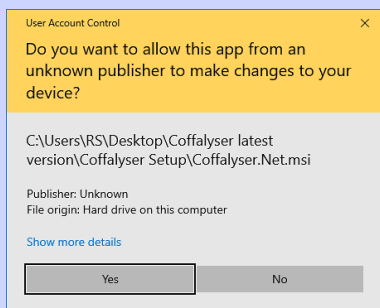 User Account Control
Do you want to allow this app from an
unknown publisher to make changes to your
device?
C:\Users\RS\Desktop\Coffalyser latest
version\Coffalyser Setup\Coffalyser.Net.msi
Publisher: Unknown
File origin: Hard drive on this computer
Show more details
Yes
No